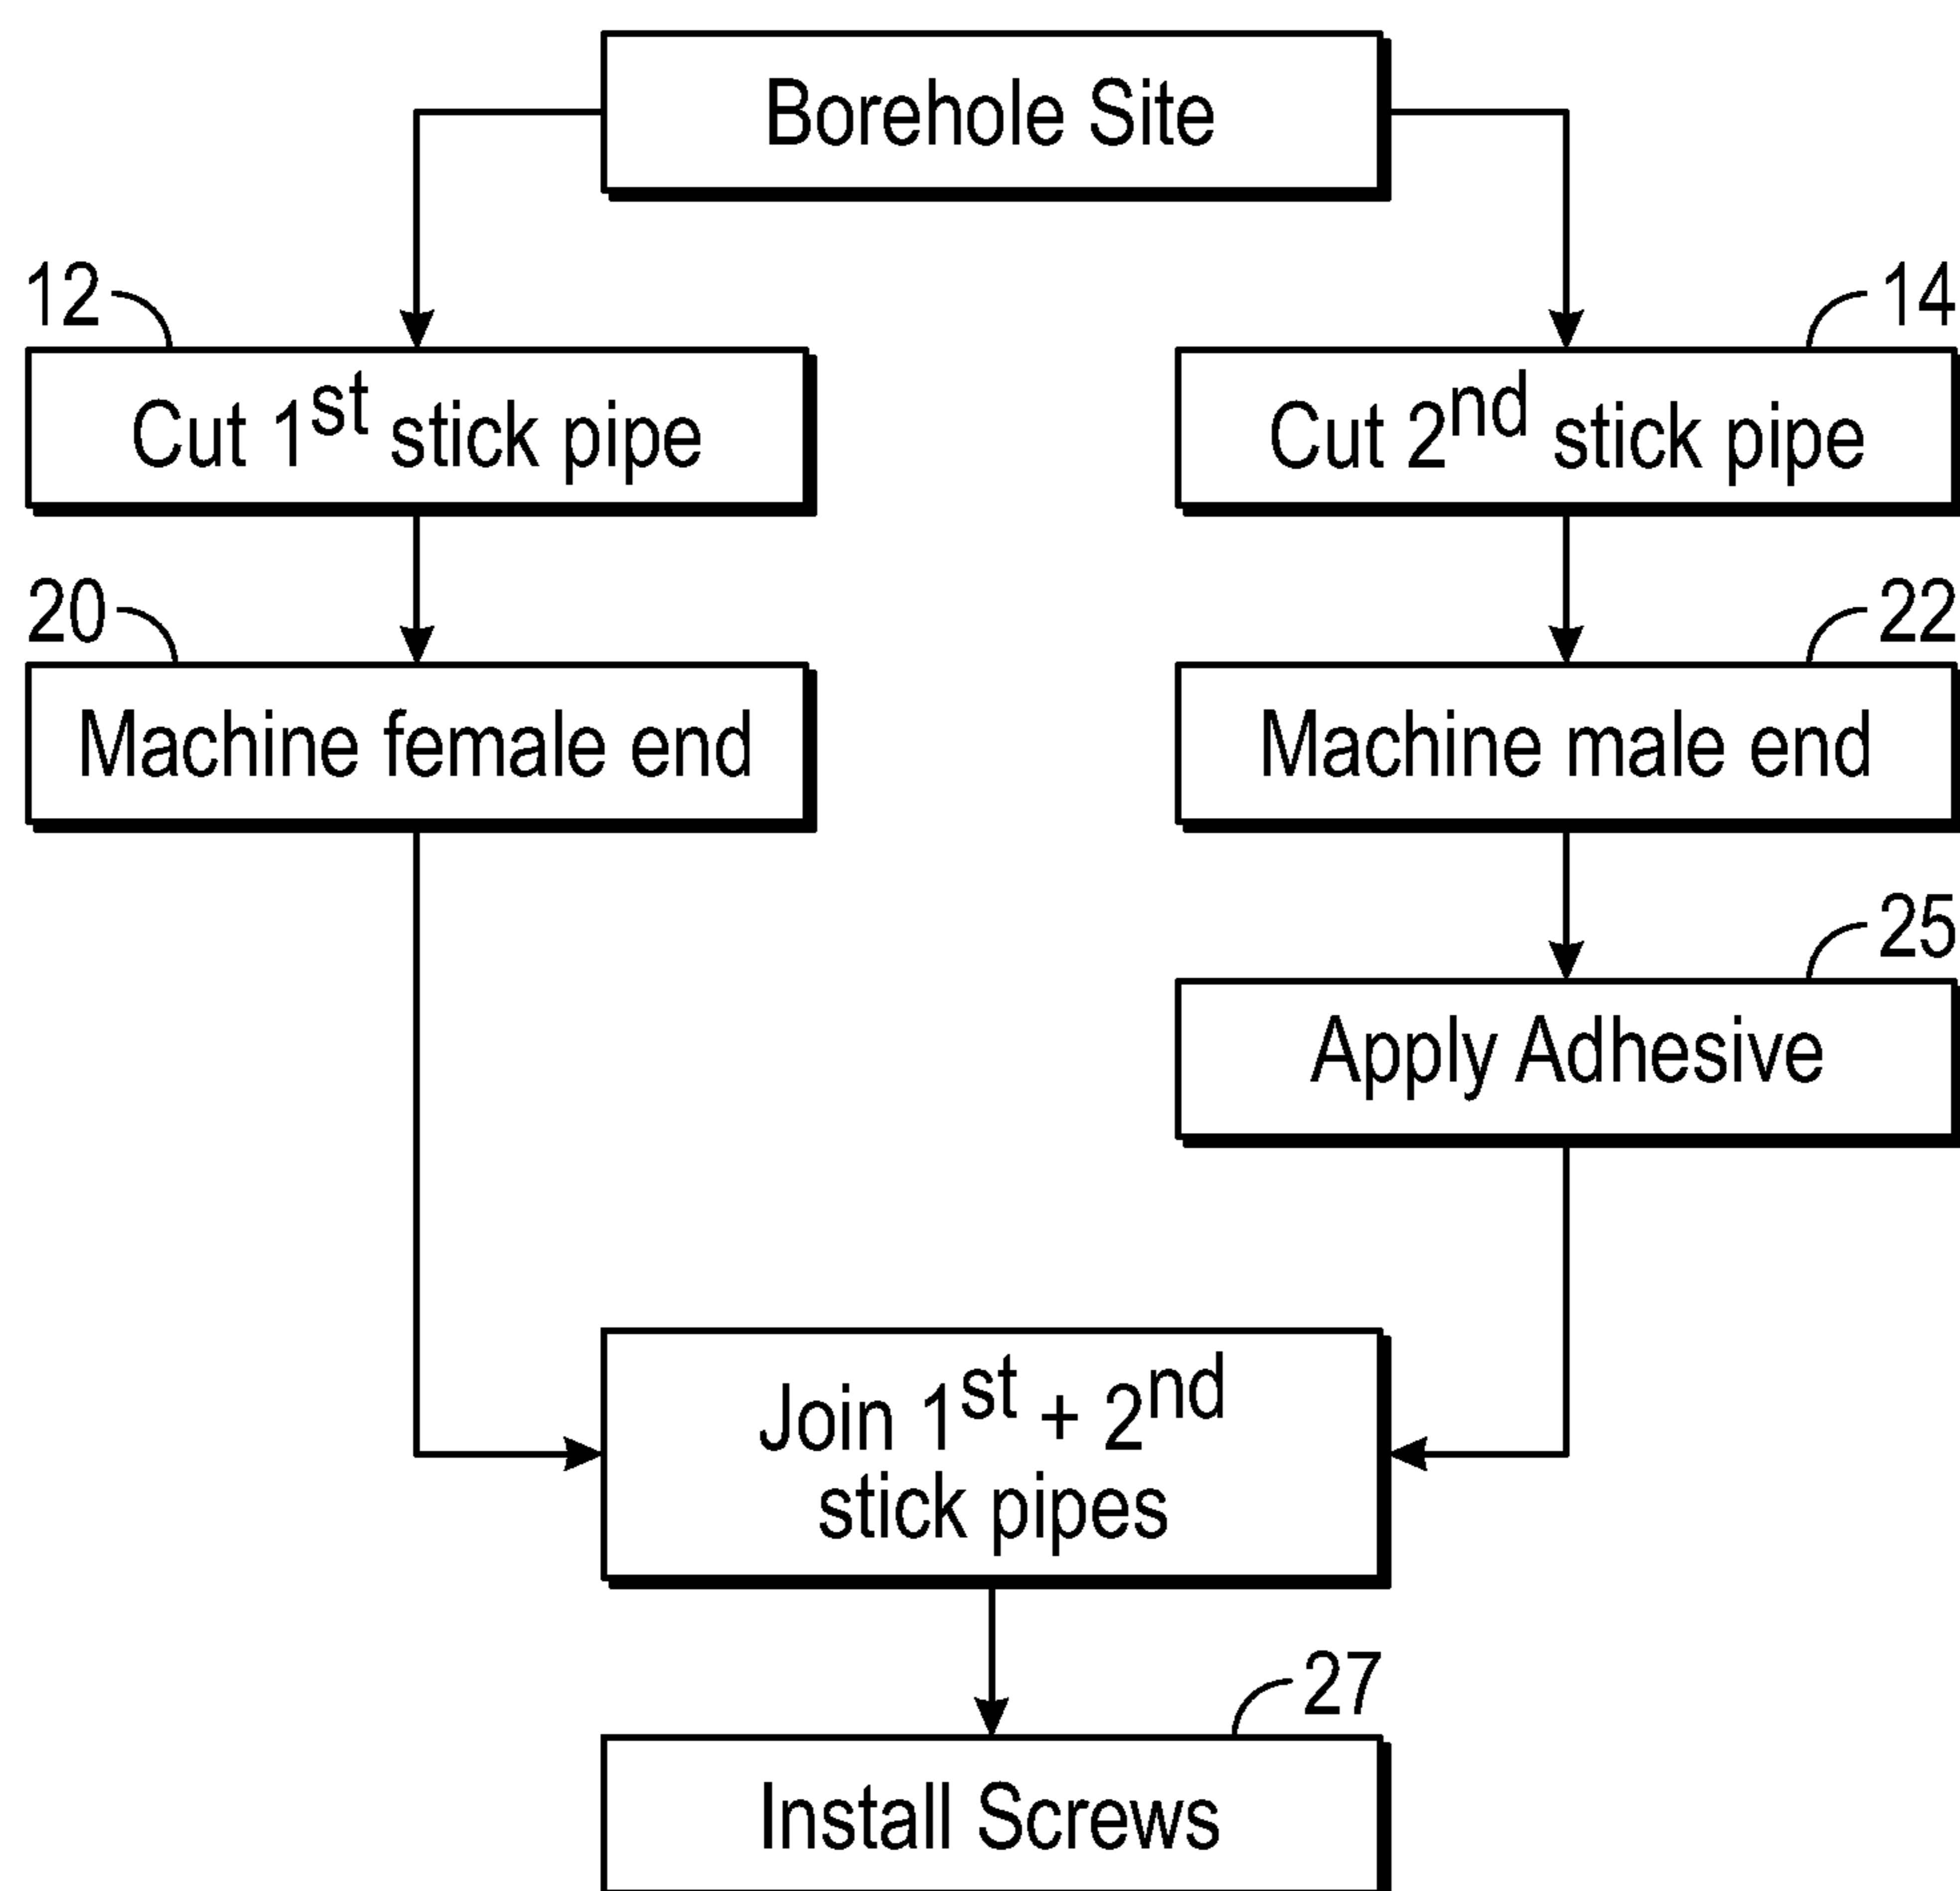 Borehole Site
12
14
Cut 1st stick pipe
Cut 2nd stick pipe
20
22
Machine female end
Machine male end
25
Apply Adhesive
Join 1st + 2nd
stick pipes
27
Install Screws